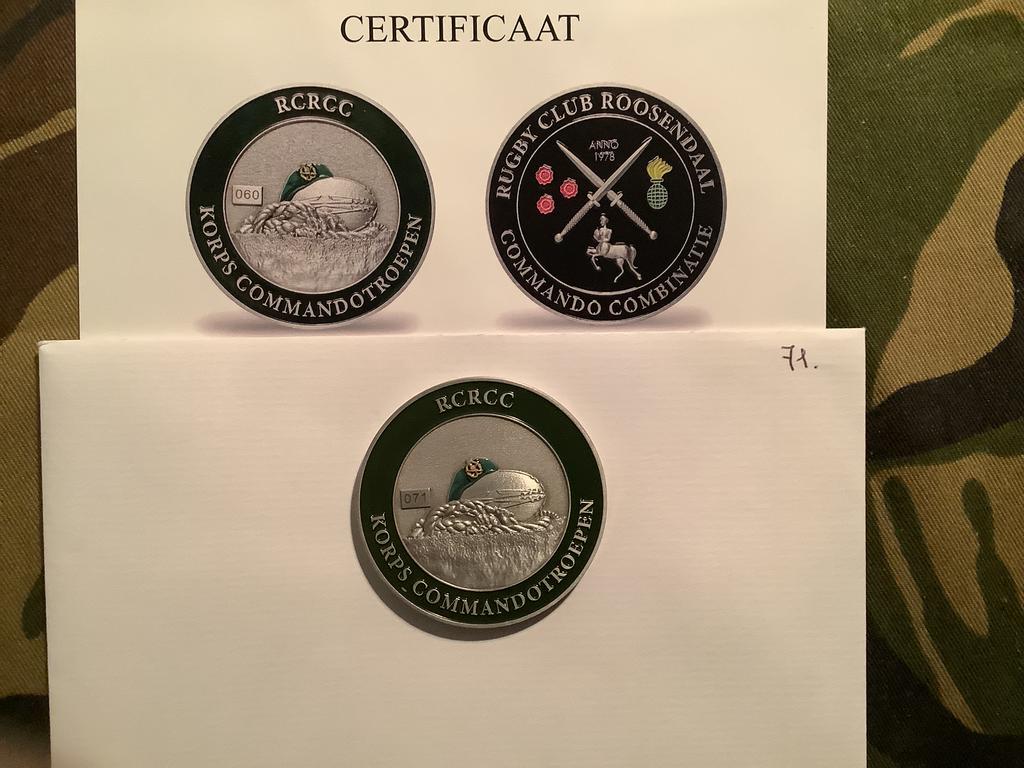 CERTIFICAAT
RCRCC
060
KORPS COMMANDOTROEPEN
RUGBY CLUB ROOSENDAAL
ANNO
1978
COMMANDO COMBINATIE
71.
RCRCC
071
KORPS COMMANDOTROEPEN